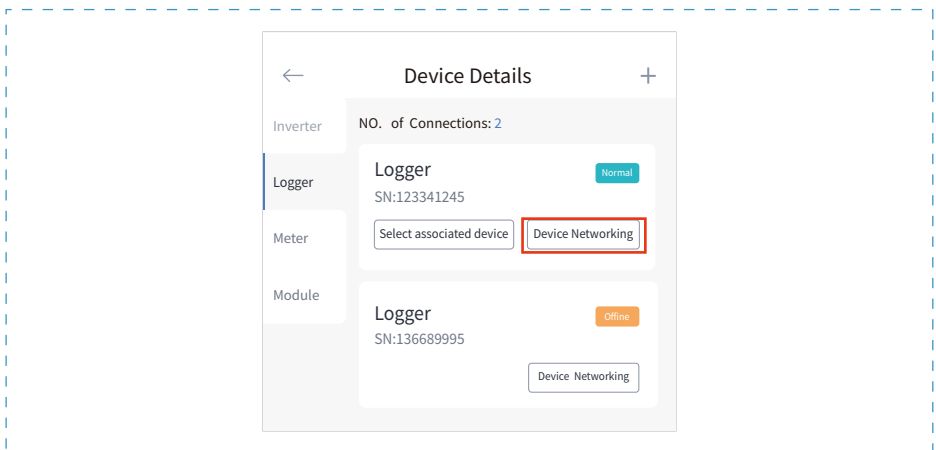 Device Details
Inverter
Logger
Meter
Module
NO. of Connections: 2
Logger
Normal
SN:123341245
Select associated device
Device Networking
Logger
Offine
SN:136689995
Device Networking